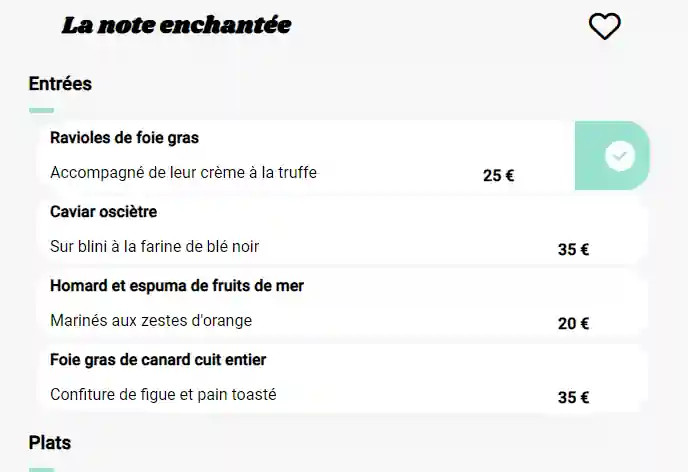 La note enchantée
Entrées
Ravioles de foie gras
Accompagné de leur crème à la truffe
25 €
Caviar oscièтre
Sur blini à la farine de blé noir
35 €
Homard et espuma de fruits de mer
Marinés aux zestes d'orange
20 €
Foie gras de canard cuit entier
Confiture de figue et pain toasté
35 €
Plats